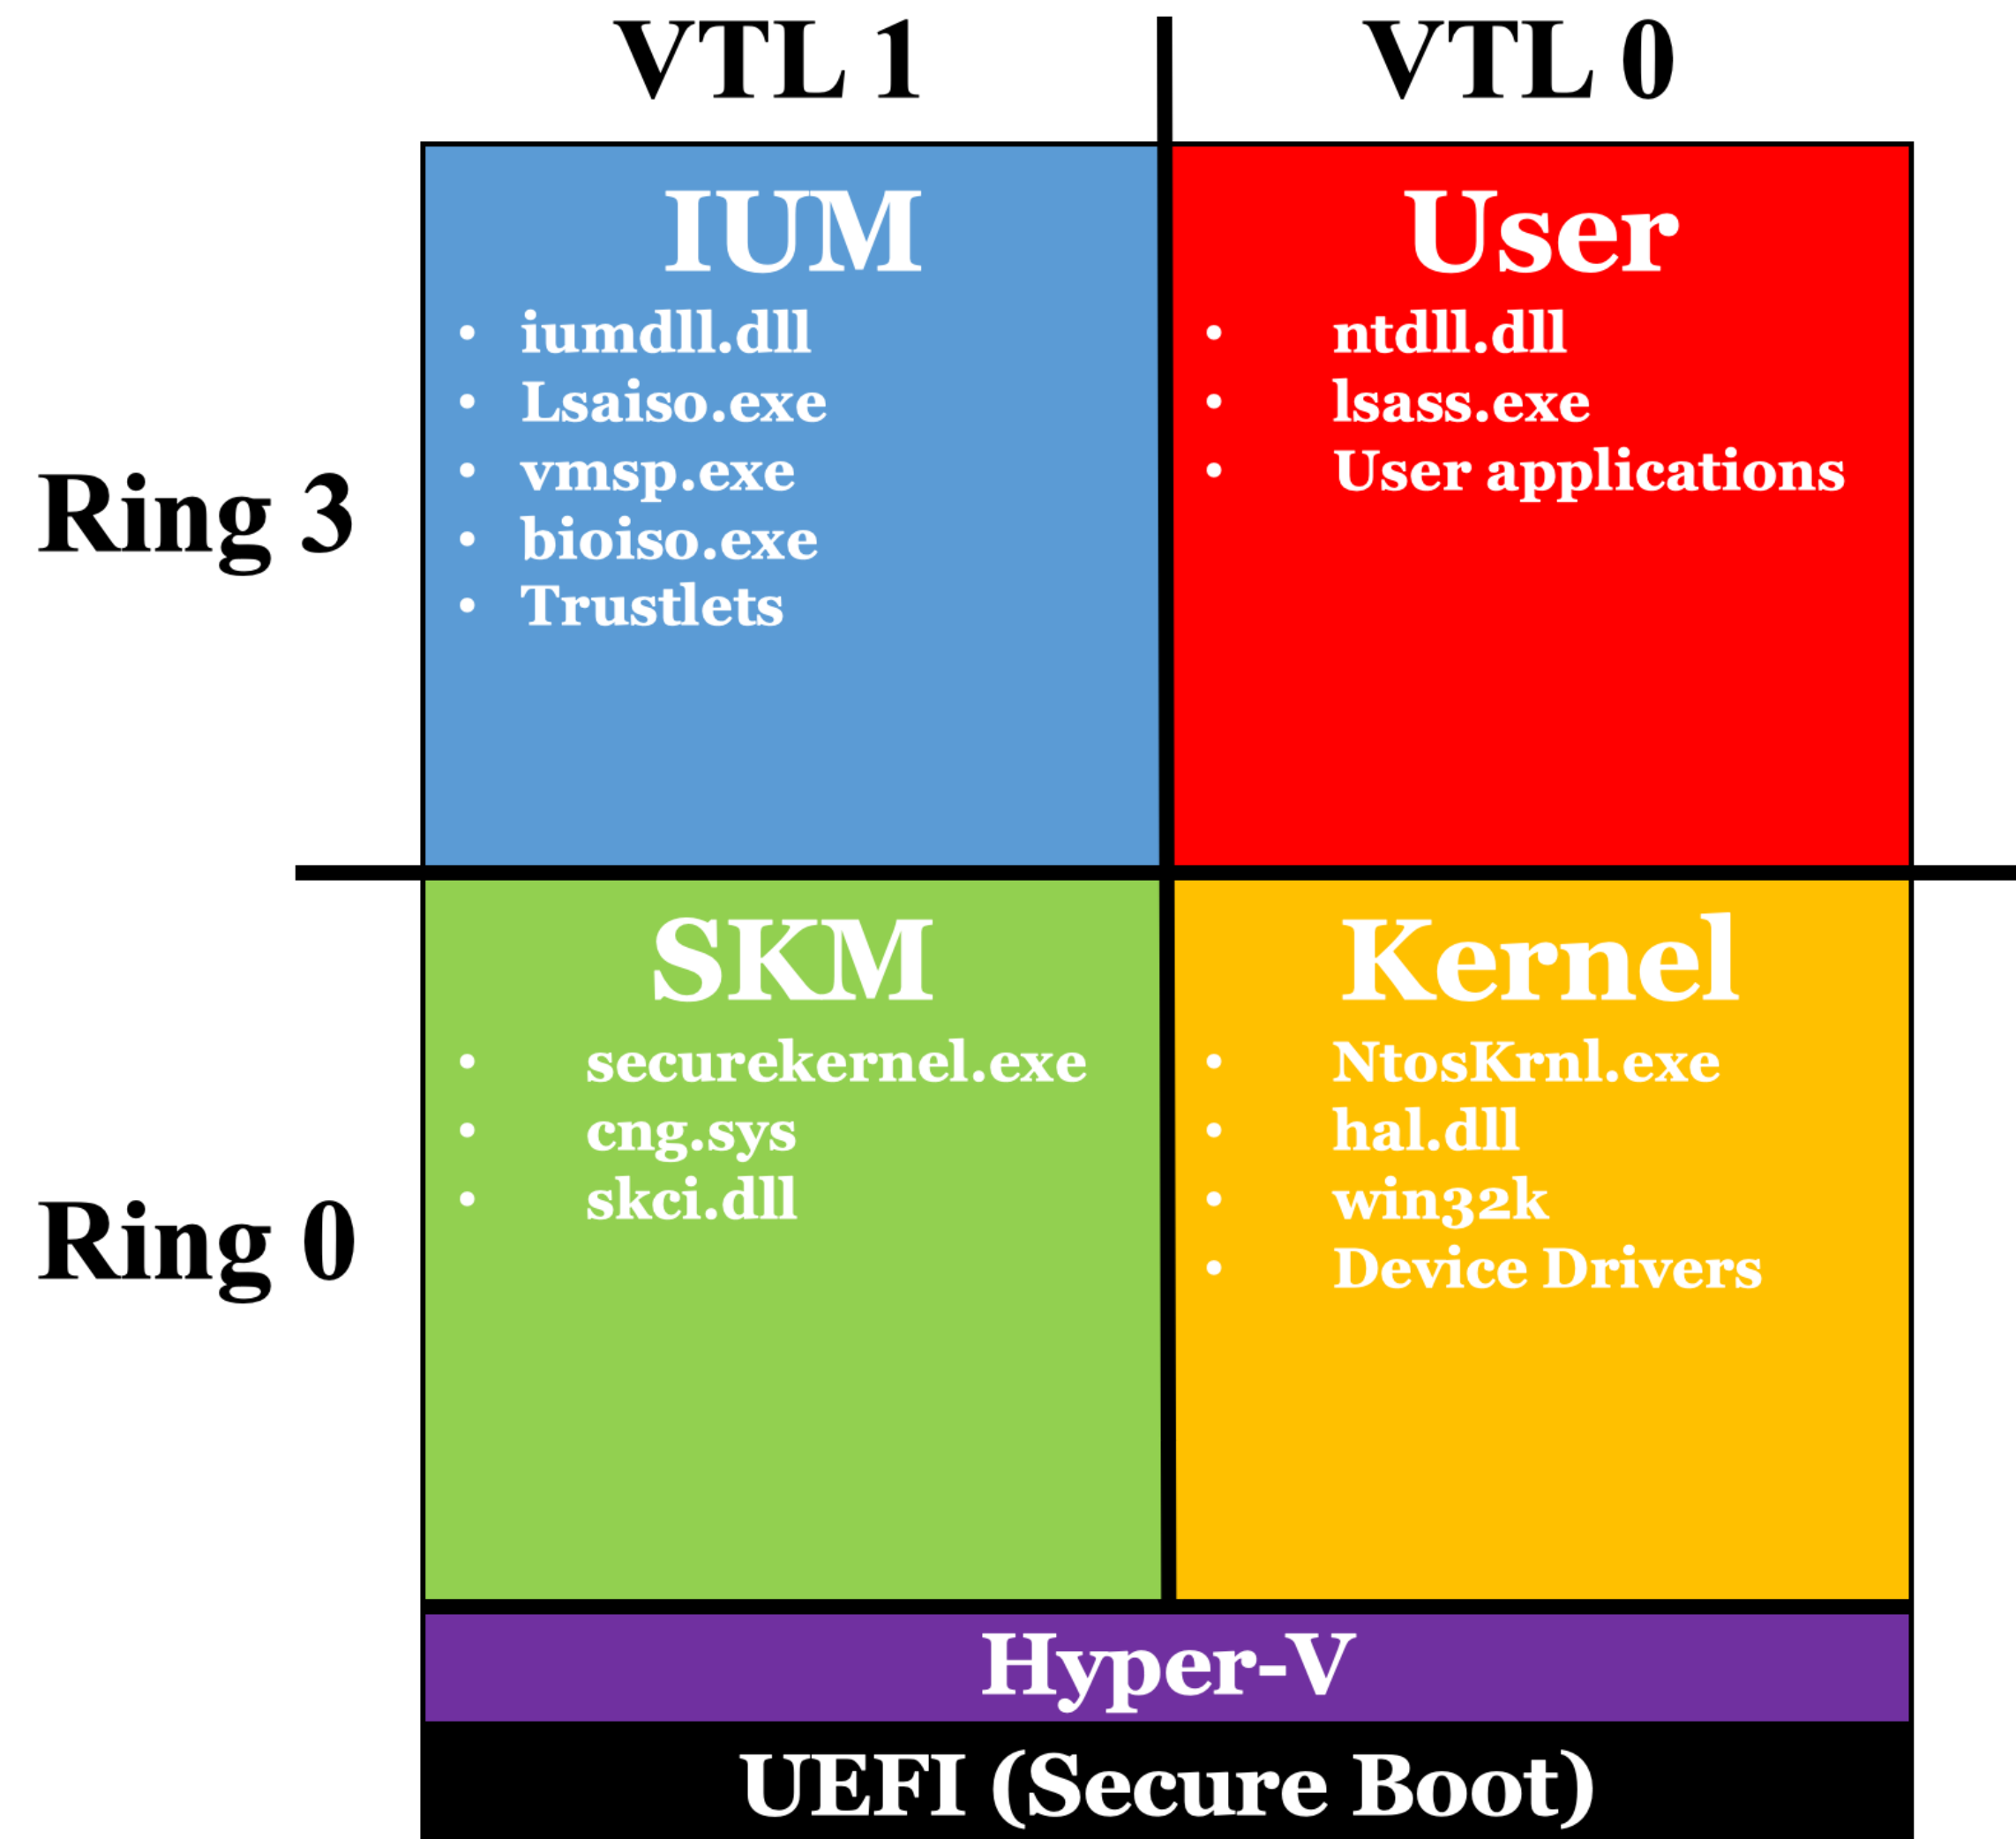 VTL 1
VTL 0
Ring 3
IUM
• iumdll.dll
• Lsaiso.exe
• vmsp.exe
• bioiso.exe
• Trustlets
User
• ntdll.dll
• lsass.exe
• User applications
Ring 0
SKM
• securekernel.exe
• cng.sys
• skci.dll
Kernel
• NtosKrnl.exe
• hal.dll
• win32k
• Device Drivers
Hyper-V
UEFI (Secure Boot)